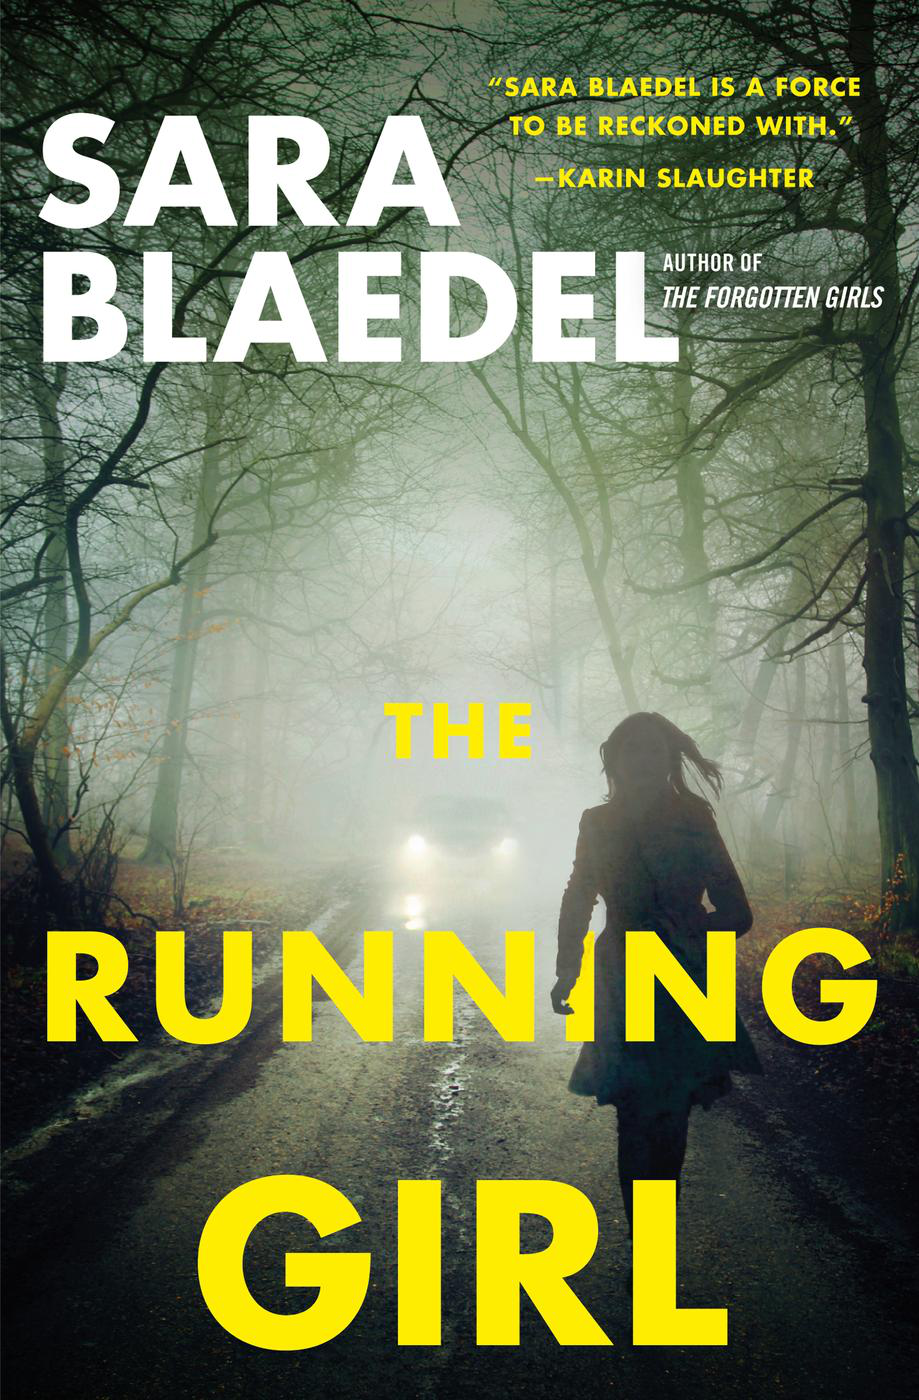 “SARA BLAEDEL IS A FORCE
TO BE RECKONED WITH.”
—KARIN SLAUGHTER
SARA
BLAEDEL
AUTHOR OF
THE FORGOTTEN GIRLS
THE
RUNNING
GIRL